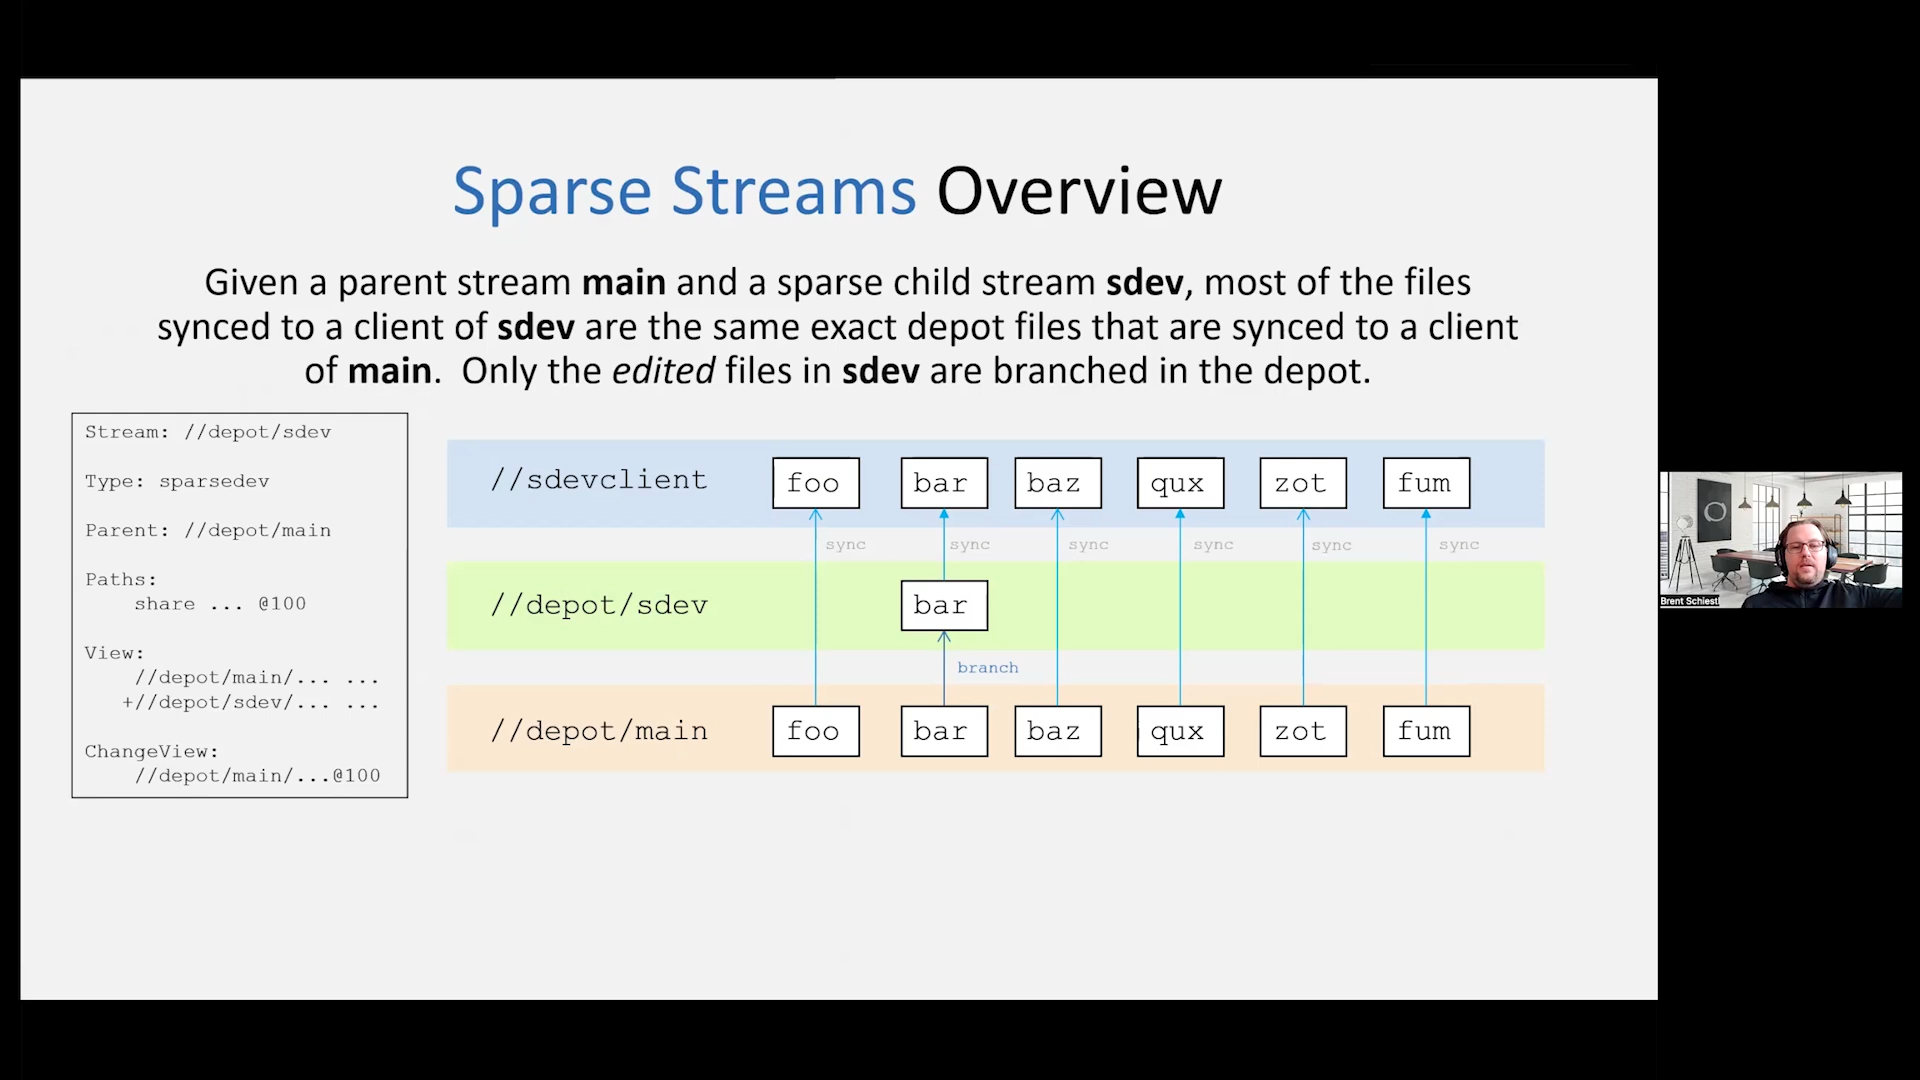 Sparse Streams Overview
Given a parent stream main and a sparse child stream sdev, most of the files
synced to a client of sdev are the same exact depot files that are synced to a client
of main.  Only the edited files in sdev are branched in the depot.
Stream: //depot/sdev
Type: sparsedev
Parent: //depot/main
Paths:
share ... @100
View:
//depot/main/... ...
+//depot/sdev/... ...
ChangeView:
//depot/main/...@100
//sdevclient foo bar baz qux zot fum
sync sync sync sync sync sync
//depot/sdev bar
branch
//depot/main foo bar baz qux zot fum
Brent Schiestl